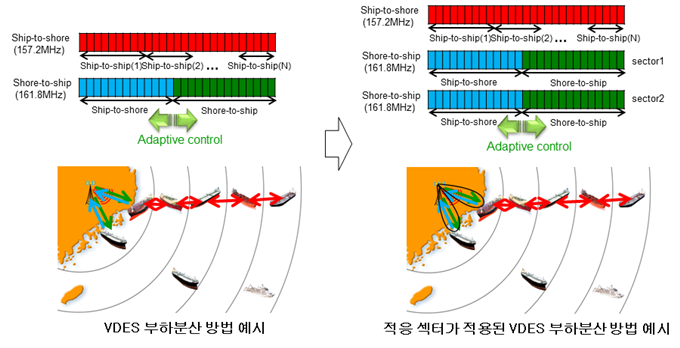 Ship-to-shore
(157.2MHz)
Ship-to-ship(1) Ship-to-ship(2) ... Ship-to-ship(N)
Shore-to-ship
(161.8MHz)
Ship-to-shore Shore-to-ship
Adaptive control
VDES 부하분산 방법 예시
Ship-to-shore
(157.2MHz)
Ship-to-ship(1) Ship-to-ship(2) ... Ship-to-ship(N)
Shore-to-ship
(161.8MHz)
sector1
Ship-to-shore Shore-to-ship
Shore-to-ship
(161.8MHz)
sector2
Ship-to-shore Shore-to-ship
Adaptive control
적응 섹터가 적용된 VDES 부하분산 방법 예시